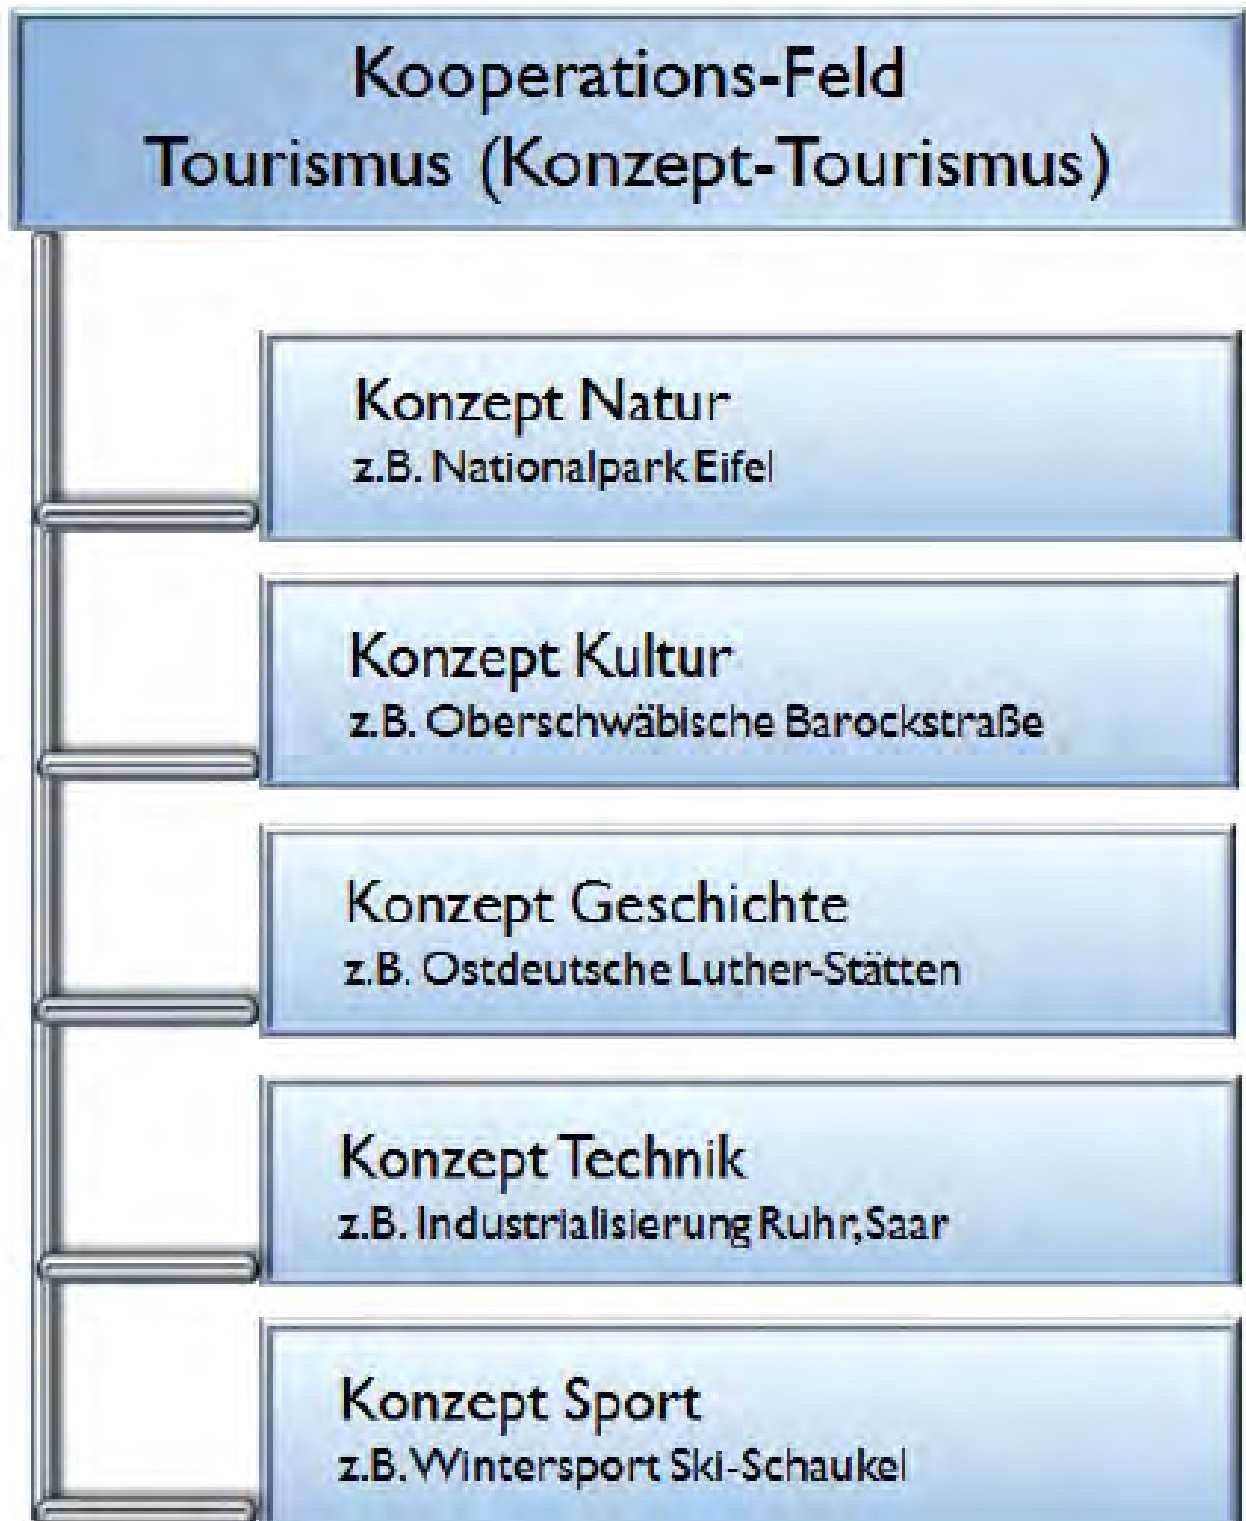 Kooperations-Feld
Tourismus (Konzept-Tourismus)
Konzept Natur
z.B. Nationalpark Eifel
Konzept Kultur
z.B. Oberschwäbische Barockstraße
Konzept Geschichte
z.B. Ostdeutsche Luther-Stätten
Konzept Technik
z.B. Industrialisierung Ruhr, Saar
Konzept Sport
z.B. Wintersport Ski-Schaukel